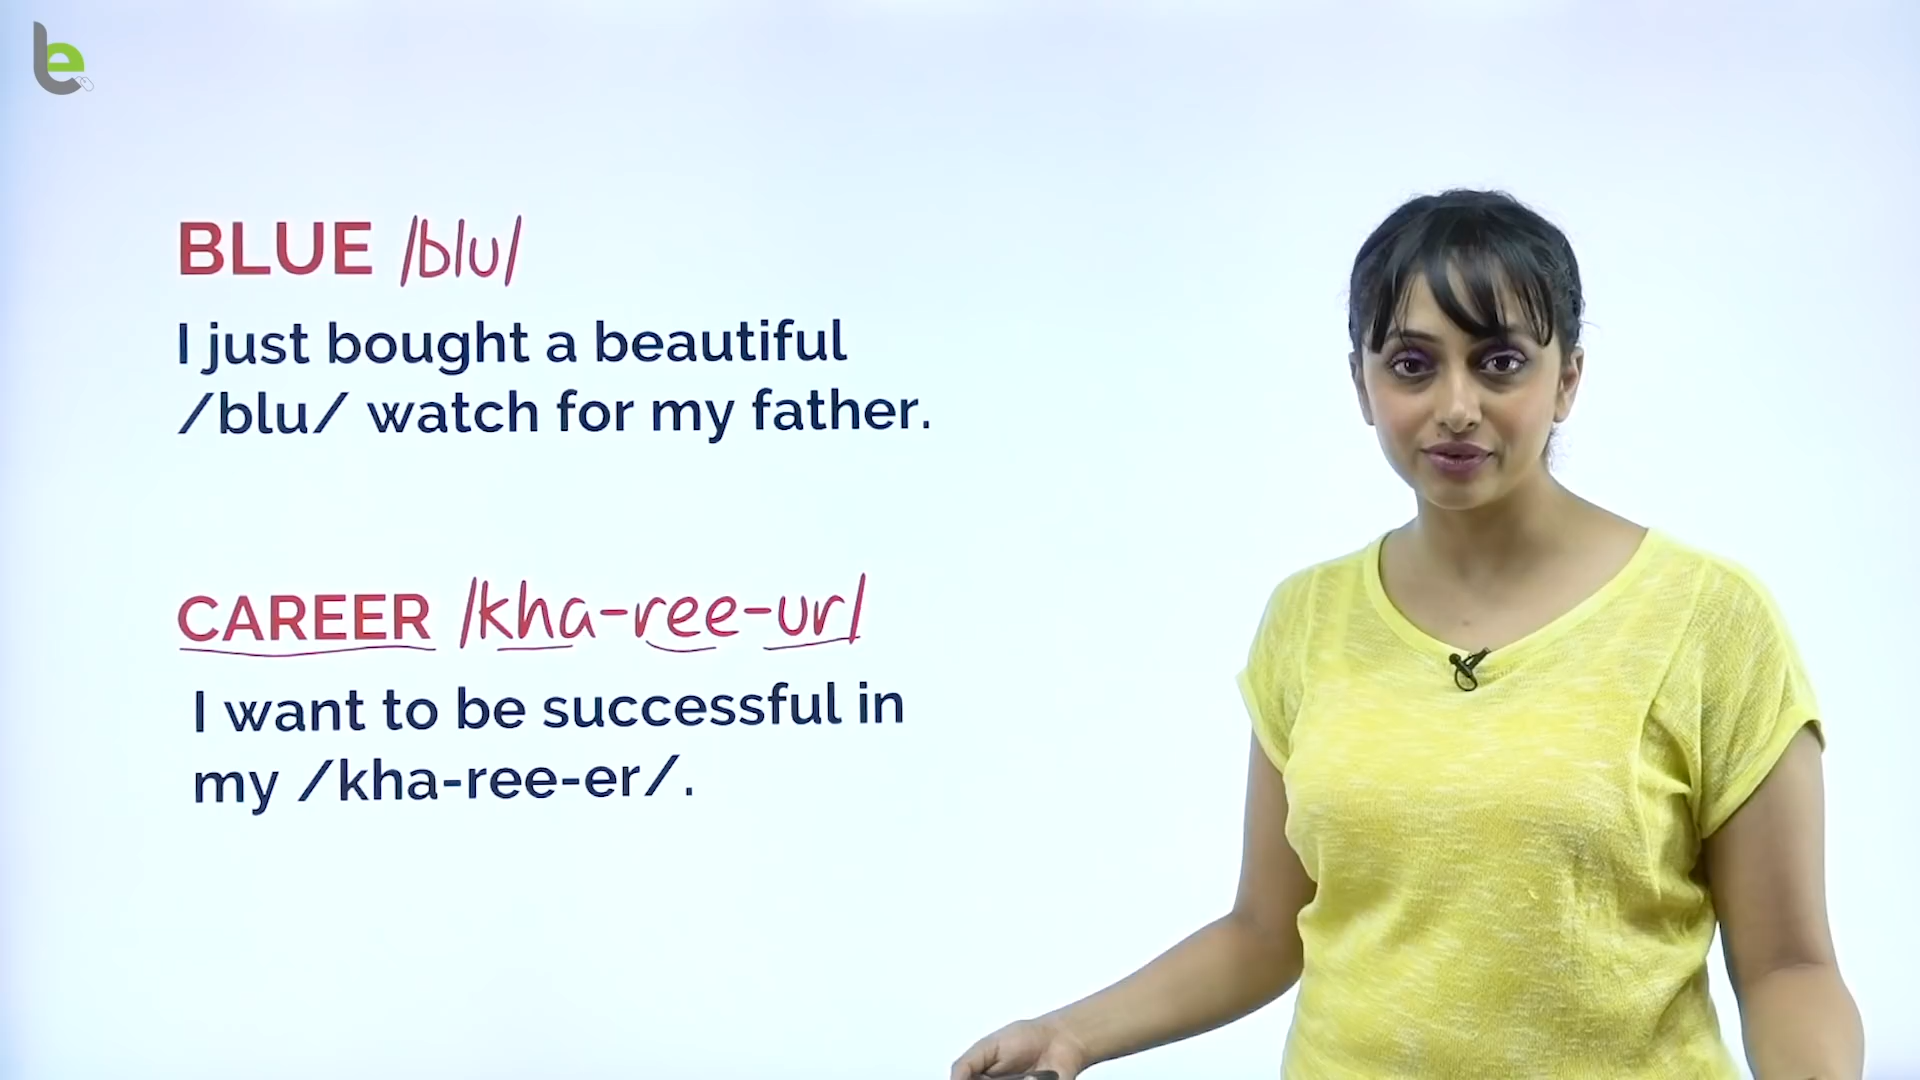 BLUE /blu/
I just bought a beautiful
/blu/ watch for my father.
CAREER /kha-ree-ur/
I want to be successful in
my /kha-ree-er/.